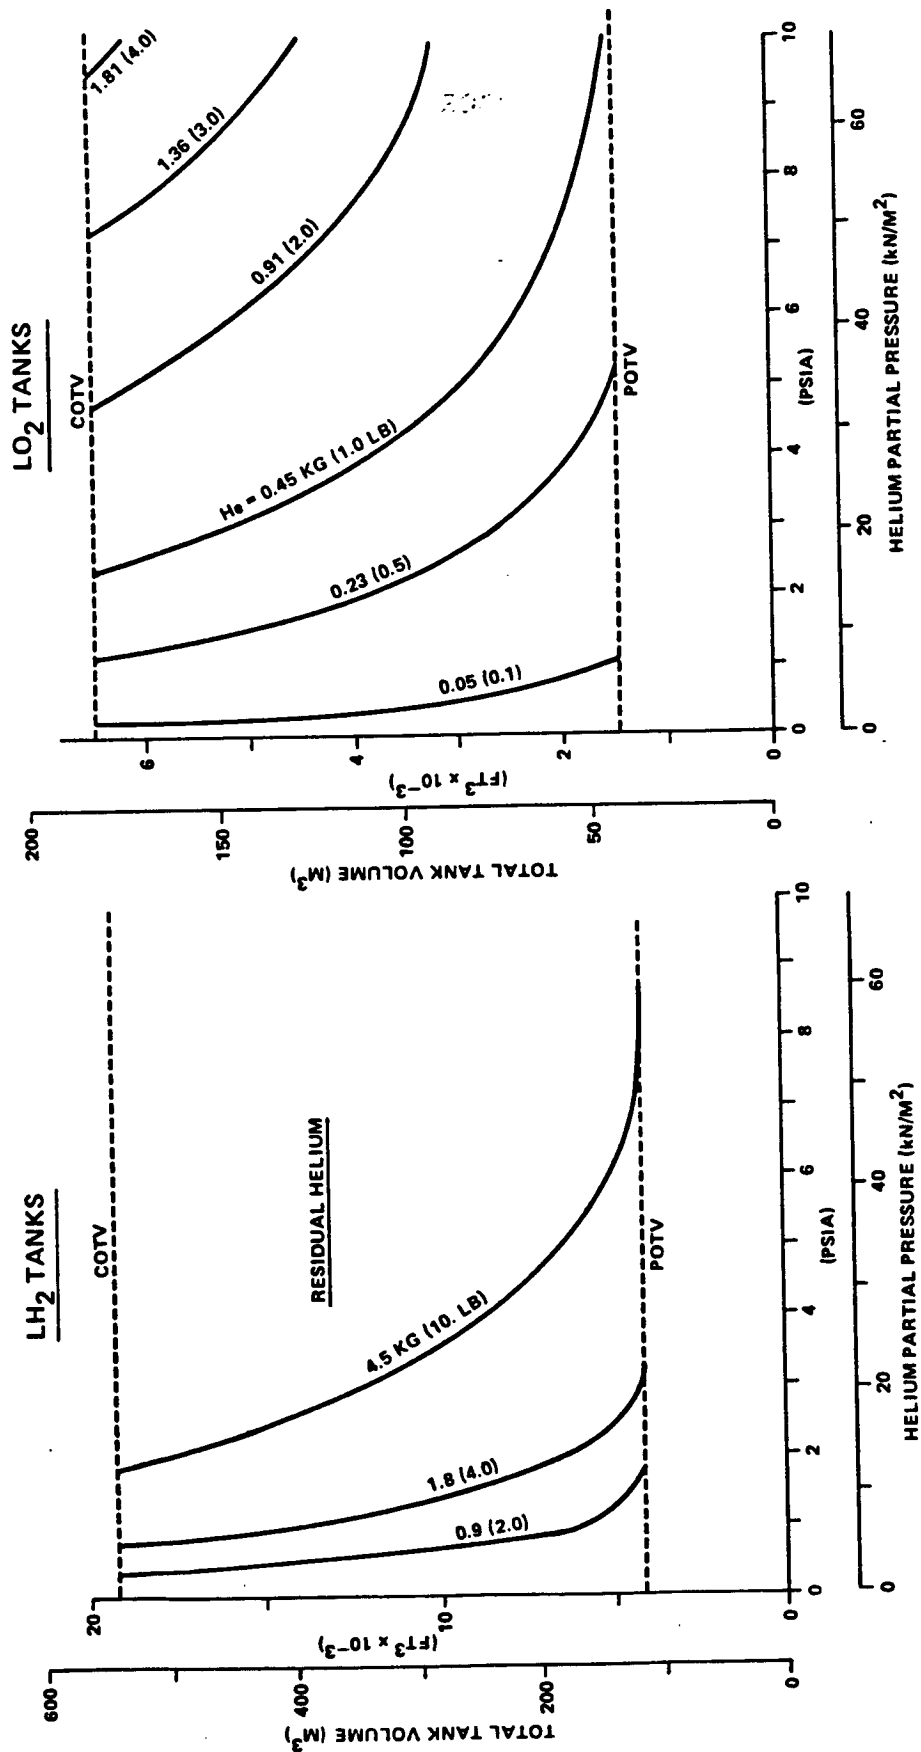 LH2 TANKS
COTV
RESIDUAL HELIUM
4.5 KG (10. LB)
1.8 (4.0)
0.9 (2.0)
POTV
TOTAL TANK VOLUME (M3)
600
400
200
0
(FT3 x 10-3)
20
10
0
0
2
4
6
8
10
(PSIA)
0
20
40
60
HELIUM PARTIAL PRESSURE (kN/M2)
LO2 TANKS
COTV
1.81 (4.0)
1.36 (3.0)
0.91 (2.0)
He = 0.45 KG (1.0 LB)
0.23 (0.5)
0.05 (0.1)
POTV
TOTAL TANK VOLUME (M3)
200
150
100
50
0
(FT3 x 10-3)
6
4
2
0
0
2
4
6
8
10
(PSIA)
0
20
40
60
HELIUM PARTIAL PRESSURE (kN/M2)